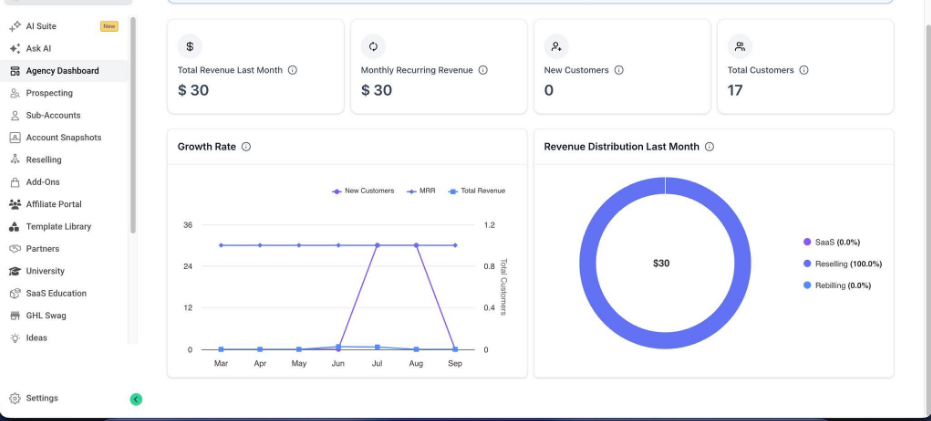 AI Suite
New
Ask AI
Agency Dashboard
Prospecting
Sub-Accounts
Account Snapshots
Reselling
Add-Ons
Affiliate Portal
Template Library
Partners
University
SaaS Education
GHL Swag
Ideas
Settings
Total Revenue Last Month
$ 30
Monthly Recurring Revenue
$ 30
New Customers
0
Total Customers
17
Growth Rate
New Customers MRR Total Revenue
36
24
12
0
1.2
0.8
0.4
0
Total Customers
Mar Apr May Jun Jul Aug Sep
Revenue Distribution Last Month
$30
SaaS (0.0%)
Reselling (100.0%)
Rebilling (0.0%)